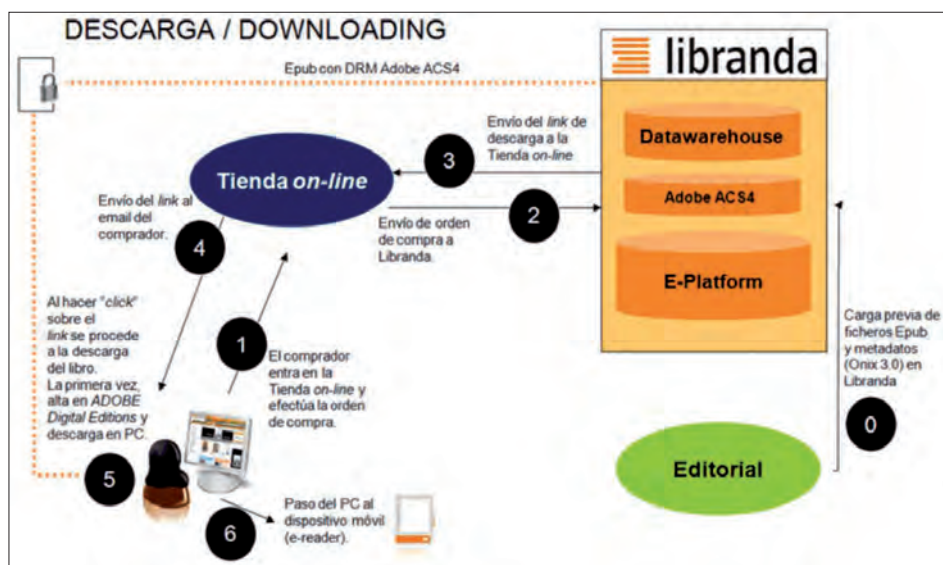 DESCARGA / DOWNLOADING
Epub con DRM Adobe ACS4
libranda
Datawarehouse
Adobe ACS4
E-Platform
Envío del link de
descarga a la
Tienda on-line
3
Tienda on-line
Envío del link al
email del
comprador.
4
Envío de orden
de compra a
Libranda.
2
Al hacer "click"
sobre el
link se procede
a la descarga
del libro.
La primera vez,
alta en ADOBE
Digital Editions y
descarga en PC.
5
1
El comprador
entra en la
Tienda on-line y
efectúa la orden
de compra.
Carga previa de
ficheros Epub
y metadatos
(Onix 3.0) en
Libranda
0
Editorial
6
Paso del PC al
dispositivo móvil
(e-reader).